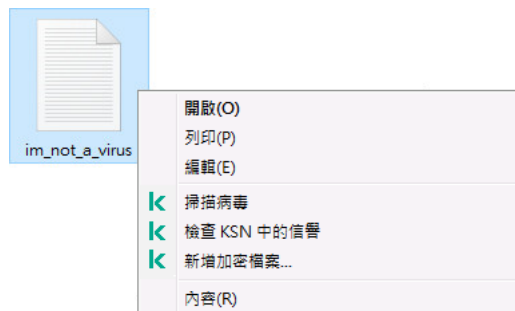 im_not_a_virus
開啟(O)
列印(P)
編輯(E)
掃描病毒
檢查 KSN 中的信譽
新增加密檔案...
內容(R)